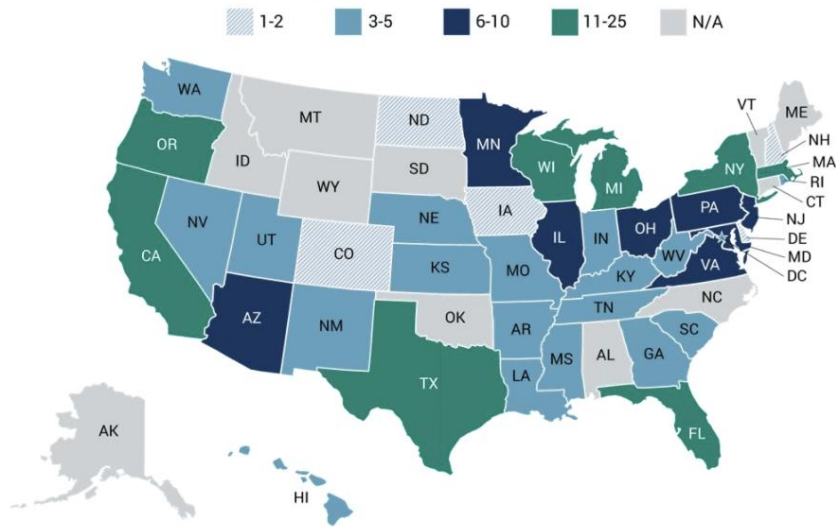 1-2 3-5 6-10 11-25 N/A
WA
MT
ND
MN
VT
ME
OR
ID
SD
WI
MI
NY
NH
MA
RI
CT
WY
IA
PA
NJ
NV
NE
IL
IN
OH
DE
MD
DC
UT
CO
CA
KS
MO
WV
VA
KY
NC
AZ
NM
OK
AR
TN
SC
TX
LA
MS
AL
GA
FL
AK
HI